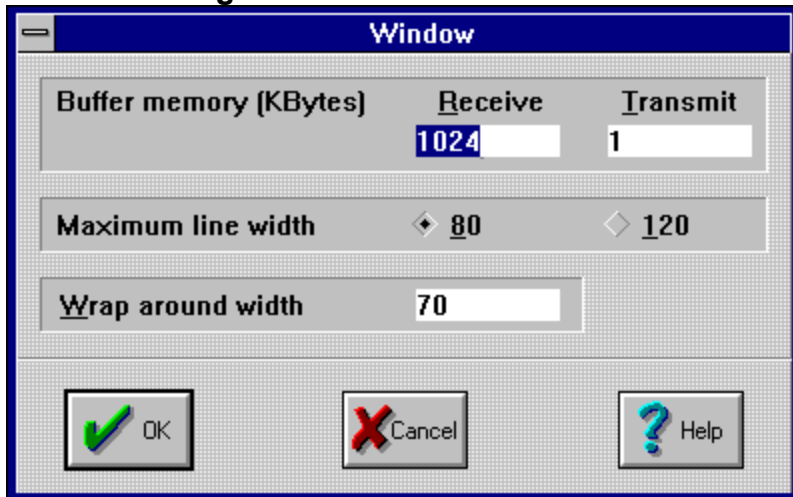 Window
Buffer memory (KBytes) Receive Transmit
1024 1
Maximum line width 80 120
Wrap around width 70
OK Cancel Help